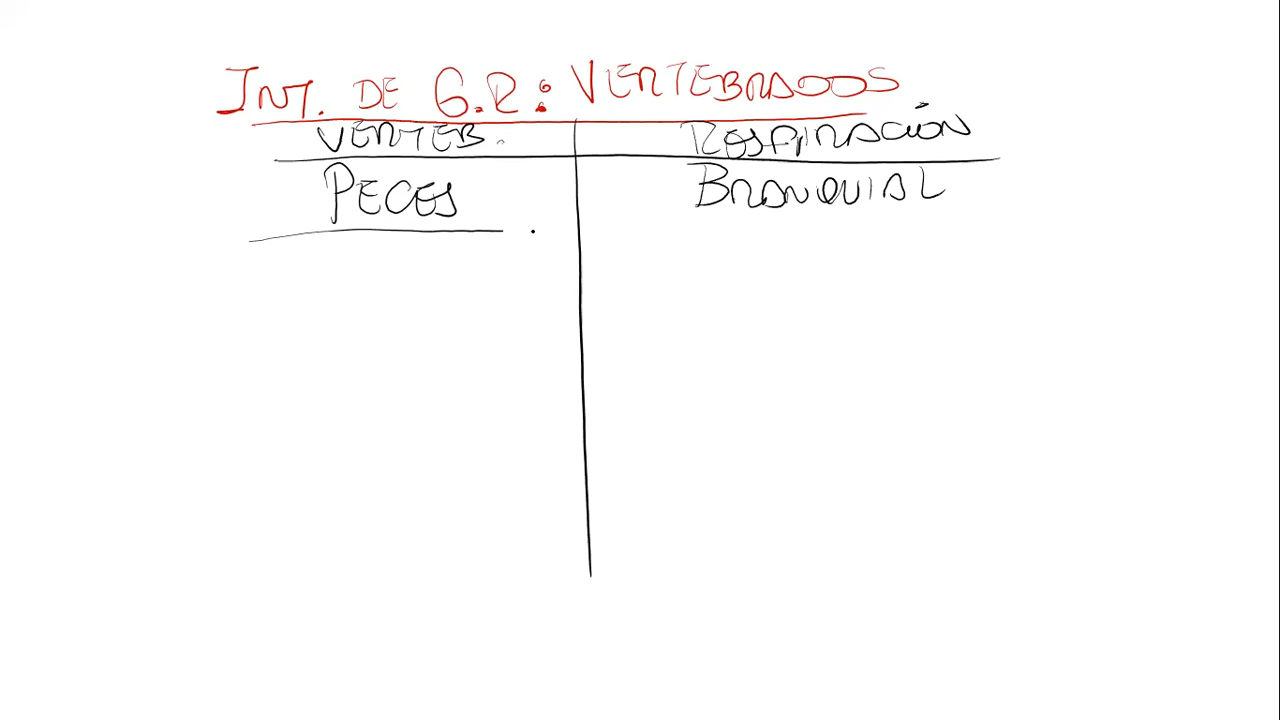 INT. DE G.R: VERTEBRADOS
VERTEB. RESPIRACIÓN
PECES BRANQUIAL